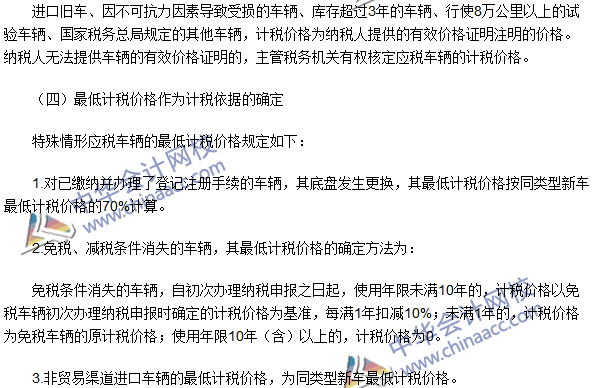 进口旧车、因不可抗力因素导致受损的车辆、库存超过3年的车辆、行使8万公里以上的试
验车辆、国家税务总局规定的其他车辆，计税价格为纳税人提供的有效价格证明注明的价格。
纳税人无法提供车辆的有效价格证明的，主管税务机关有权核定应税车辆的计税价格。
（四）最低计税价格作为计税依据的确定
特殊情形应税车辆的最低计税价格规定如下：
1.对已缴纳并办理了登记注册手续的车辆，其底盘发生更换，其最低计税价格按同类型新车
最低计税价格的70%计算。
2.免税、减税条件消失的车辆，其最低计税价格的确定方法为：
免税条件消失的车辆，自初次办理纳税申报之日起，使用年限未满10年的，计税价格以免
税车辆初次办理纳税申报时确定的计税价格为基准，每满1年扣减10%；未满1年的，计税价格
为免税车辆的原计税价格；使用年限10年（含）以上的，计税价格为0。
3.非贸易渠道进口车辆的最低计税价格，为同类型新车最低计税价格。
中华会计网校
www.chinaacc.com
中华会计网校
www.chinaacc.com